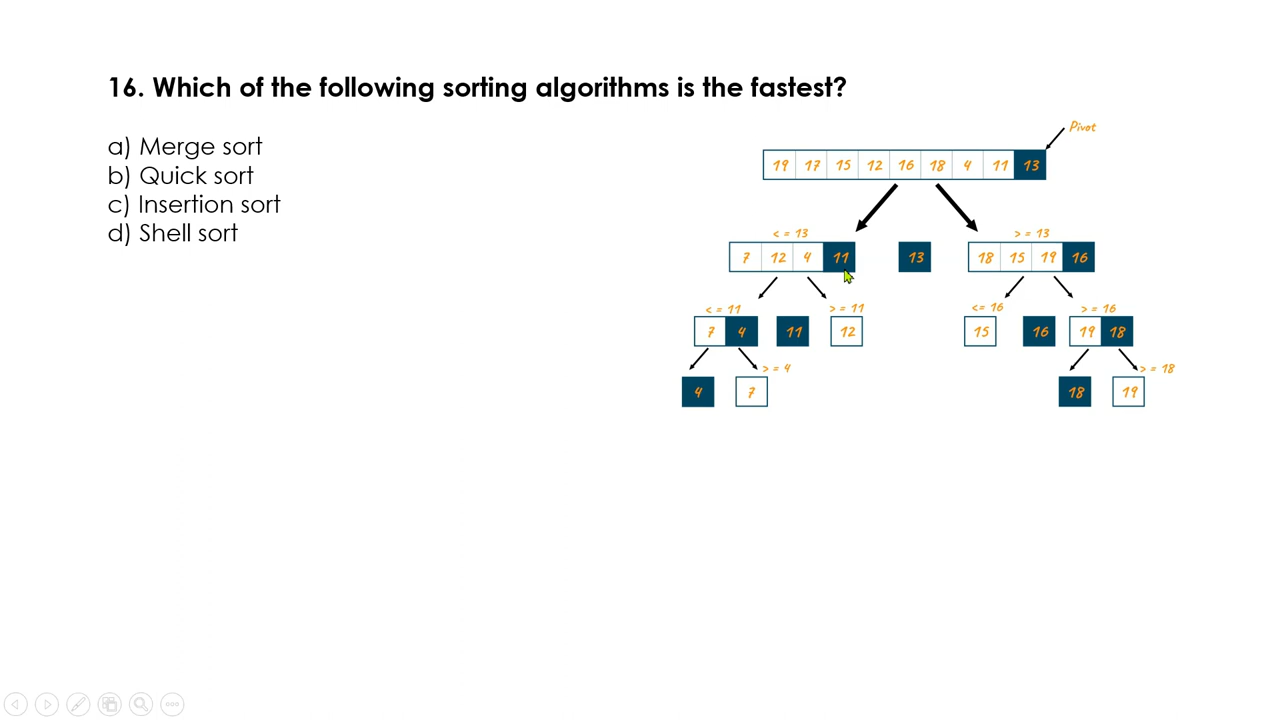 16. Which of the following sorting algorithms is the fastest?
a) Merge sort
b) Quick sort
c) Insertion sort
d) Shell sort
Pivot
19 17 15 12 16 18 4 11 13
< = 13
> = 13
7 12 4 11
13
18 15 19 16
< = 11
> = 11
<= 16
> = 16
7 4
11
12
15
16
19 18
> = 4
> = 18
4
7
18
19